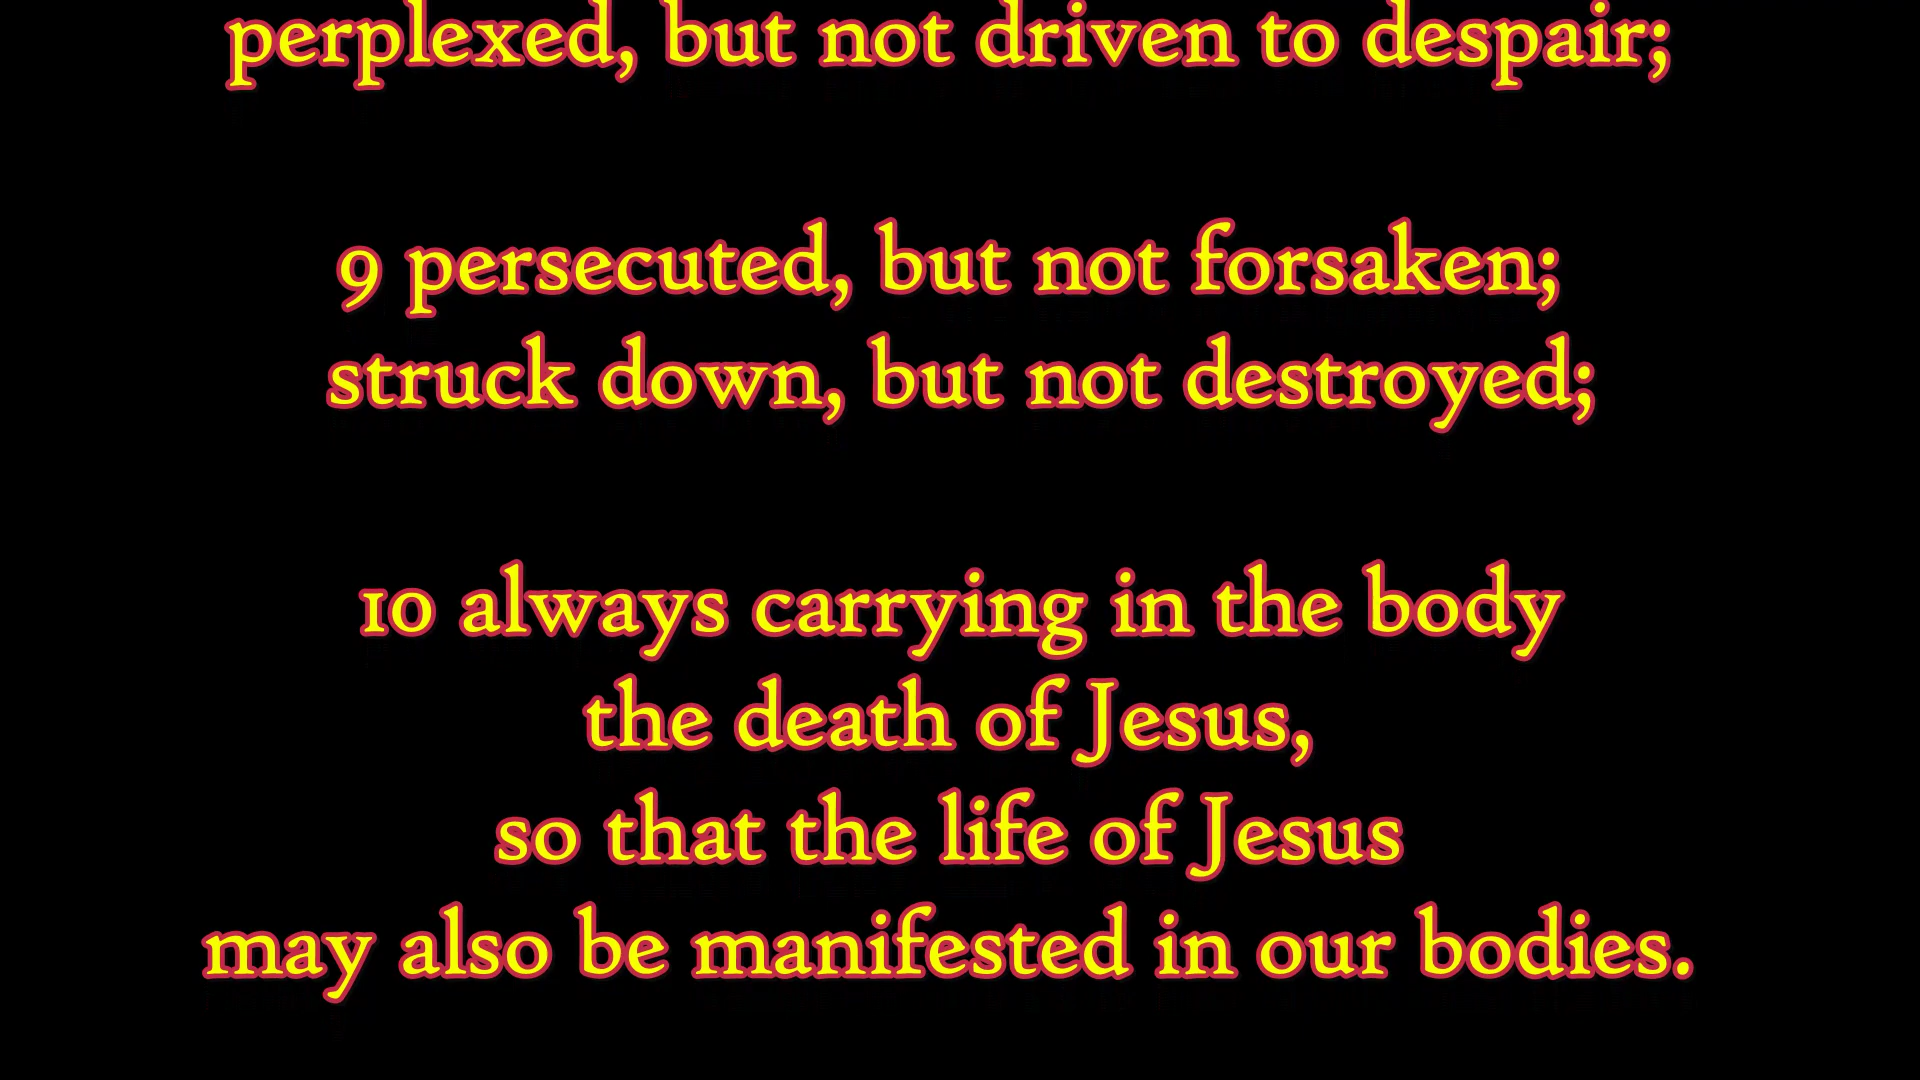 perplexed, but not driven to despair;
9 persecuted, but not forsaken;
struck down, but not destroyed;
10 always carrying in the body
the death of Jesus,
so that the life of Jesus
may also be manifested in our bodies.